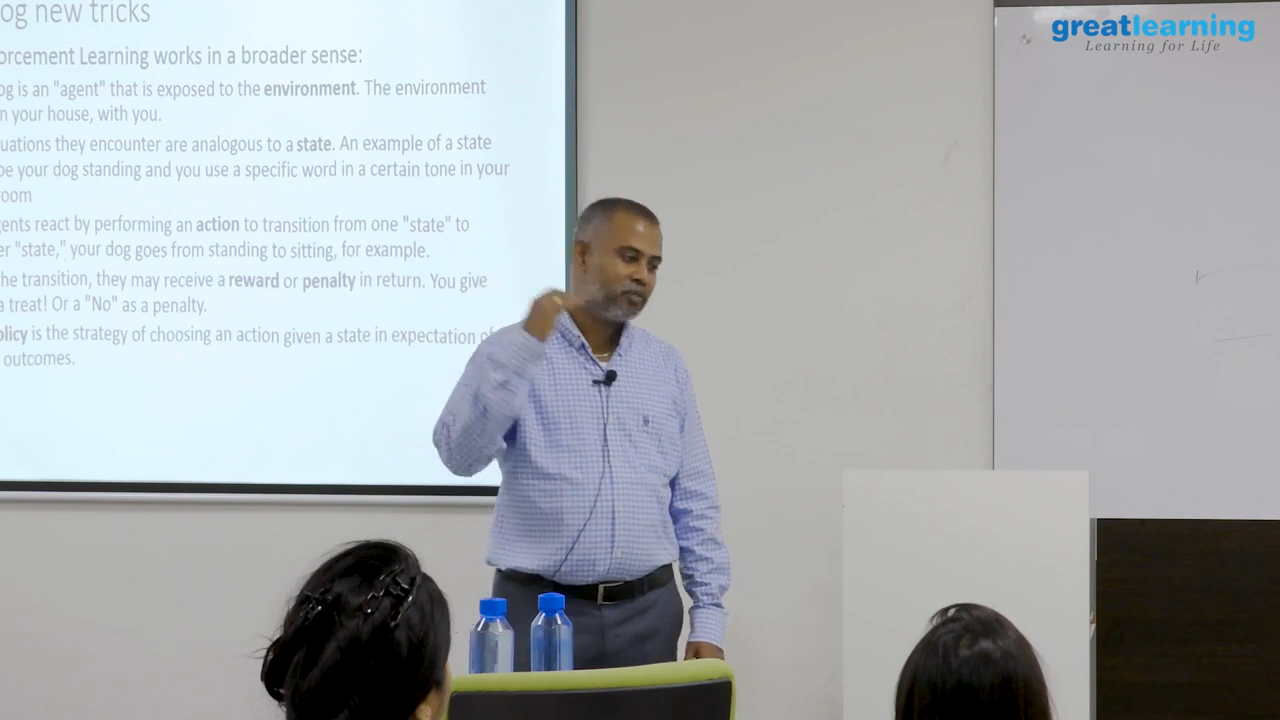 og new tricks
orcement Learning works in a broader sense:
og is an "agent" that is exposed to the environment. The environment
n your house, with you.
uations they encounter are analogous to a state. An example of a state
be your dog standing and you use a specific word in a certain tone in your
room
gents react by performing an action to transition from one "state" to
er "state," your dog goes from standing to sitting, for example.
the transition, they may receive a reward or penalty in return. You give
a treat! Or a "No" as a penalty.
olicy is the strategy of choosing an action given a state in expectation of
outcomes.
greatlearning
Learning for Life